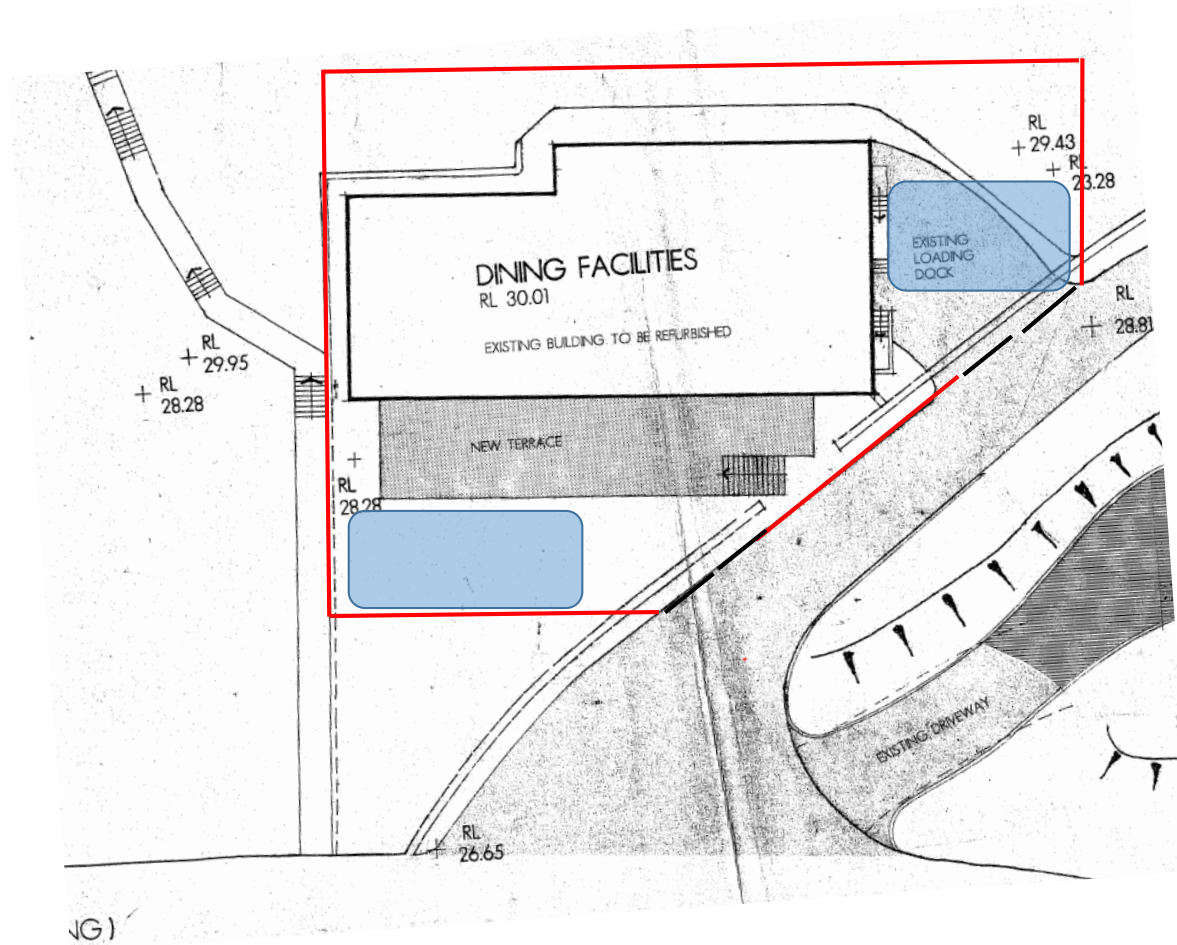 RL
29.43
RL
23.28
EXISTING
LOADING
DOCK
DINING FACILITIES
RL 30.01
EXISTING BUILDING TO BE REFURBISHED
RL
28.81
RL
29.95
RL
28.28
NEW TERRACE
RL
28.28
EXISTING DRIVEWAY
RL
26.65
NG)